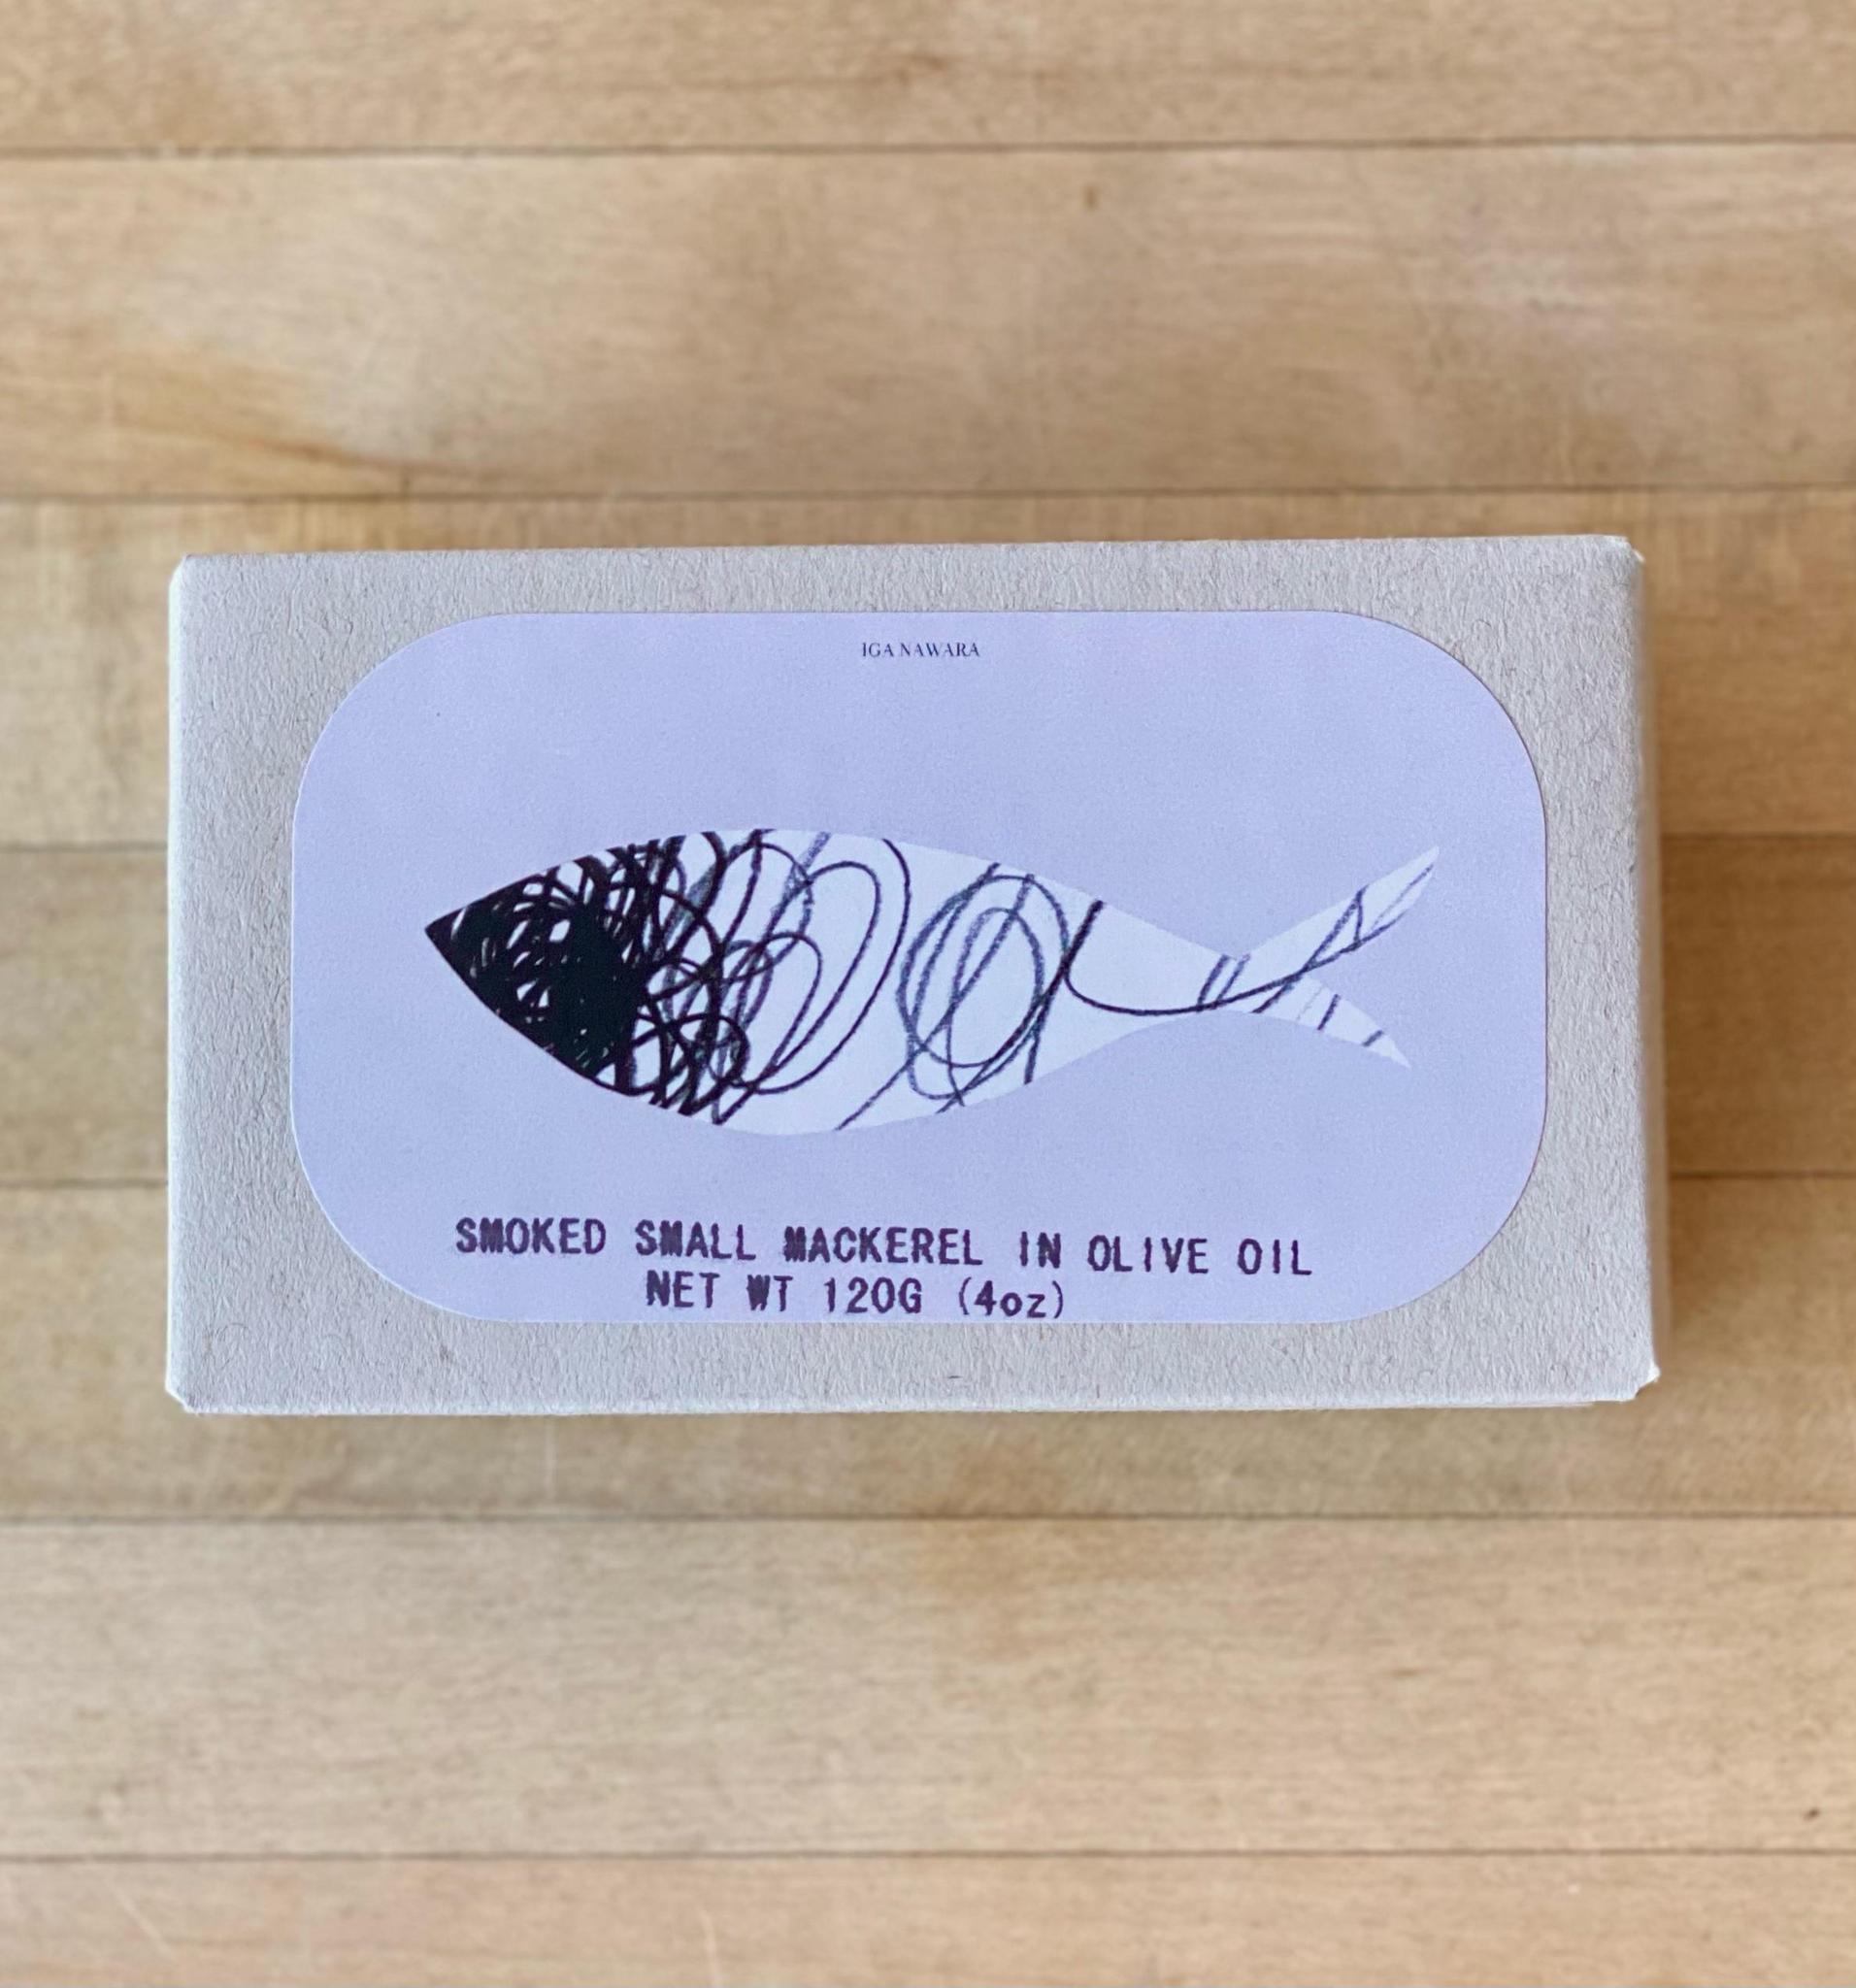 IGA NAWARA
SMOKED SMALL MACKEREL IN OLIVE OIL
NET WT 120G (4oz)